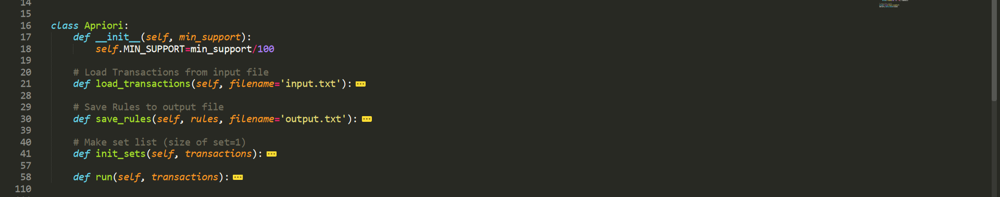 14
15
16 class Apriori:
17 def __init__(self, min_support):
18 self.MIN_SUPPORT=min_support/100
19
20 # Load Transactions from input file
21 def load_transactions(self, filename='input.txt'):
28
29 # Save Rules to output file
30 def save_rules(self, rules, filename='output.txt'):
39
40 # Make set list (size of set=1)
41 def init_sets(self, transactions):
57
58 def run(self, transactions):
110